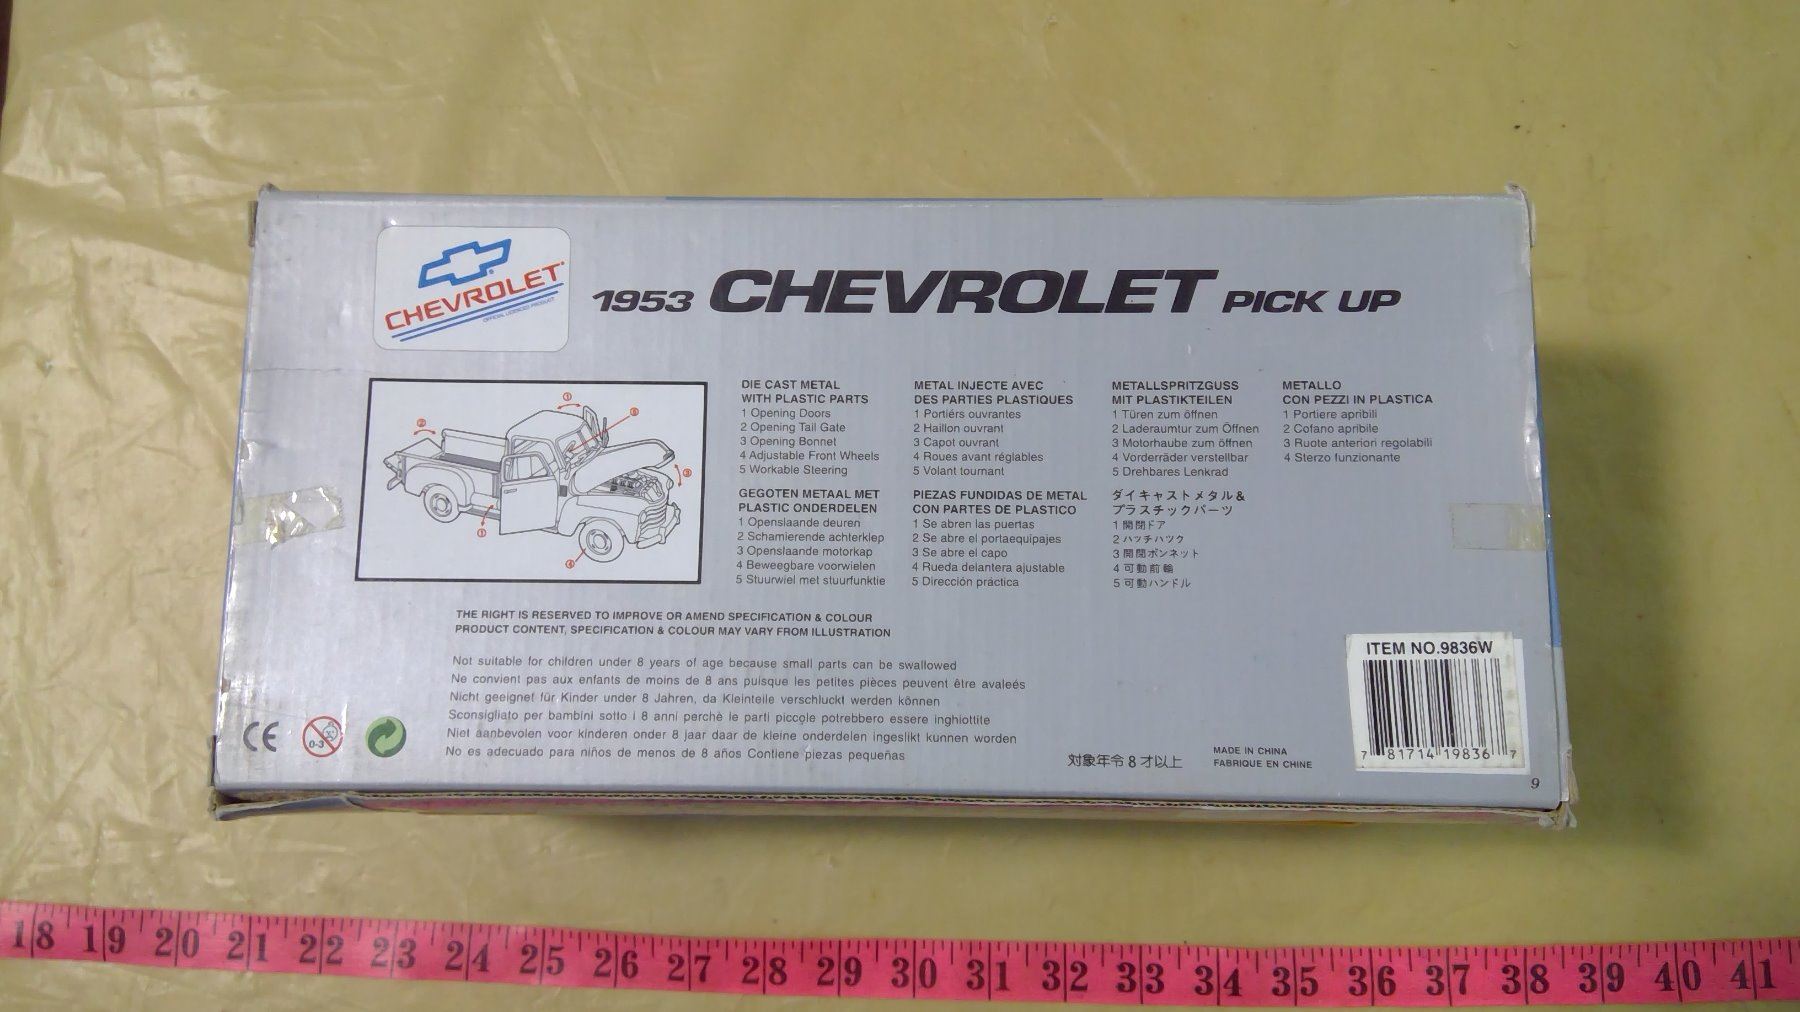 CHEVROLET
OFFICIAL LICENSED PRODUCT
1953 CHEVROLET PICK UP
1
2
5
3
1
4
DIE CAST METAL
WITH PLASTIC PARTS
1 Opening Doors
2 Opening Tail Gate
3 Opening Bonnet
4 Adjustable Front Wheels
5 Workable Steering
METAL INJECTE AVEC
DES PARTIES PLASTIQUES
1 Portiérs ouvrantes
2 Haillon ouvrant
3 Capot ouvrant
4 Roues avant réglables
5 Volant tournant
METALLSPRITZGUSS
MIT PLASTIKTEILEN
1 Türen zum öffnen
2 Laderaumtur zum Öffnen
3 Motorhaube zum öffnen
4 Vorderräder verstellbar
5 Drehbares Lenkrad
METALLO
CON PEZZI IN PLASTICA
1 Portiere apribili
2 Cofano apribile
3 Ruote anteriori regolabili
4 Sterzo funzionante
GEGOTEN METAAL MET
PLASTIC ONDERDELEN
1 Openslaande deuren
2 Schamierende achterklep
3 Openslaande motorkap
4 Beweegbare voorwielen
5 Stuurwiel met stuurfunktie
PIEZAS FUNDIDAS DE METAL
CON PARTES DE PLASTICO
1 Se abren las puertas
2 Se abre el portaequipajes
3 Se abre el capo
4 Rueda delantera ajustable
5 Dirección práctica
ダイキャストメタル&
プラスチックパーツ
1 開閉ドア
2 ハッチハック
3 開閉ボンネット
4 可動前輪
5 可動ハンドル
THE RIGHT IS RESERVED TO IMPROVE OR AMEND SPECIFICATION & COLOUR
PRODUCT CONTENT, SPECIFICATION & COLOUR MAY VARY FROM ILLUSTRATION
Not suitable for children under 8 years of age because small parts can be swallowed
Ne convient pas aux enfants de moins de 8 ans puisque les petites pièces peuvent être avaleés
Nicht geeignet für Kinder under 8 Jahren, da Kleinteile verschluckt werden können
Sconsigliato per bambini sotto i 8 anni perchè le parti piccole potrebbero essere inghiottite
Niet aanbevolen voor kinderen onder 8 jaar daar de kleine onderdelen ingeslikt kunnen worden
No es adecuado para niños de menos de 8 años Contiene piezas pequeñas
CE
0-3
対象年令8才以上
MADE IN CHINA
FABRIQUE EN CHINE
ITEM NO.9836W
7 81714 19836 7
9
18 19 20 21 22 23 24 25 26 27 28 29 30 31 32 33 34 35 36 37 38 39 40 41